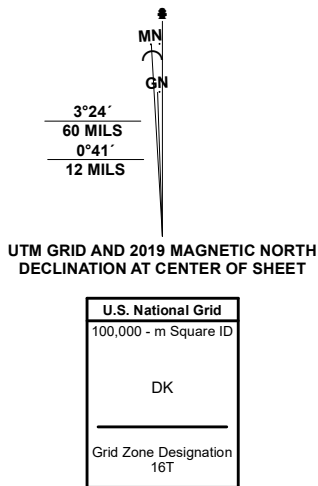 MN
GN
3°24´
60 MILS
0°41´
12 MILS
UTM GRID AND 2019 MAGNETIC NORTH
DECLINATION AT CENTER OF SHEET
U.S. National Grid
100,000 - m Square ID
DK
Grid Zone Designation
16T